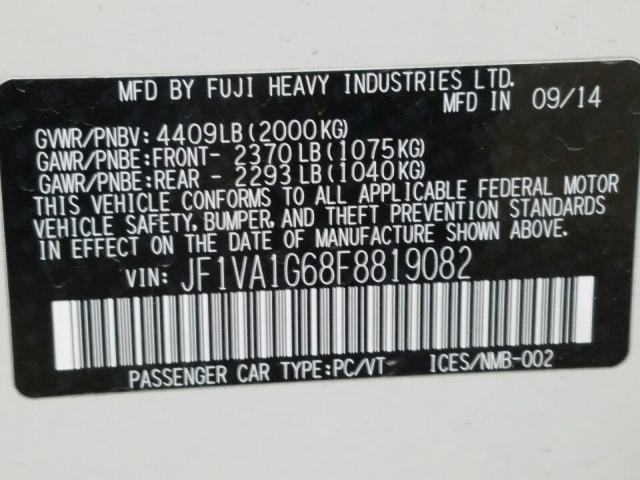 MFD BY FUJI HEAVY INDUSTRIES LTD.
MFD IN 09/14
GVWR/PNBV: 4409LB(2000KG)
GAWR/PNBE:FRONT- 2370LB(1075KG)
GAWR/PNBE:REAR - 2293LB(1040KG)
THIS VEHICLE CONFORMS TO ALL APPLICABLE FEDERAL MOTOR
VEHICLE SAFETY, BUMPER, AND THEFT PREVENTION STANDARDS
IN EFFECT ON THE DATE OF MANUFACTURE SHOWN ABOVE.
VIN: JF1VA1G68F8819082
PASSENGER CAR TYPE:PC/VT- ICES/NMB-002